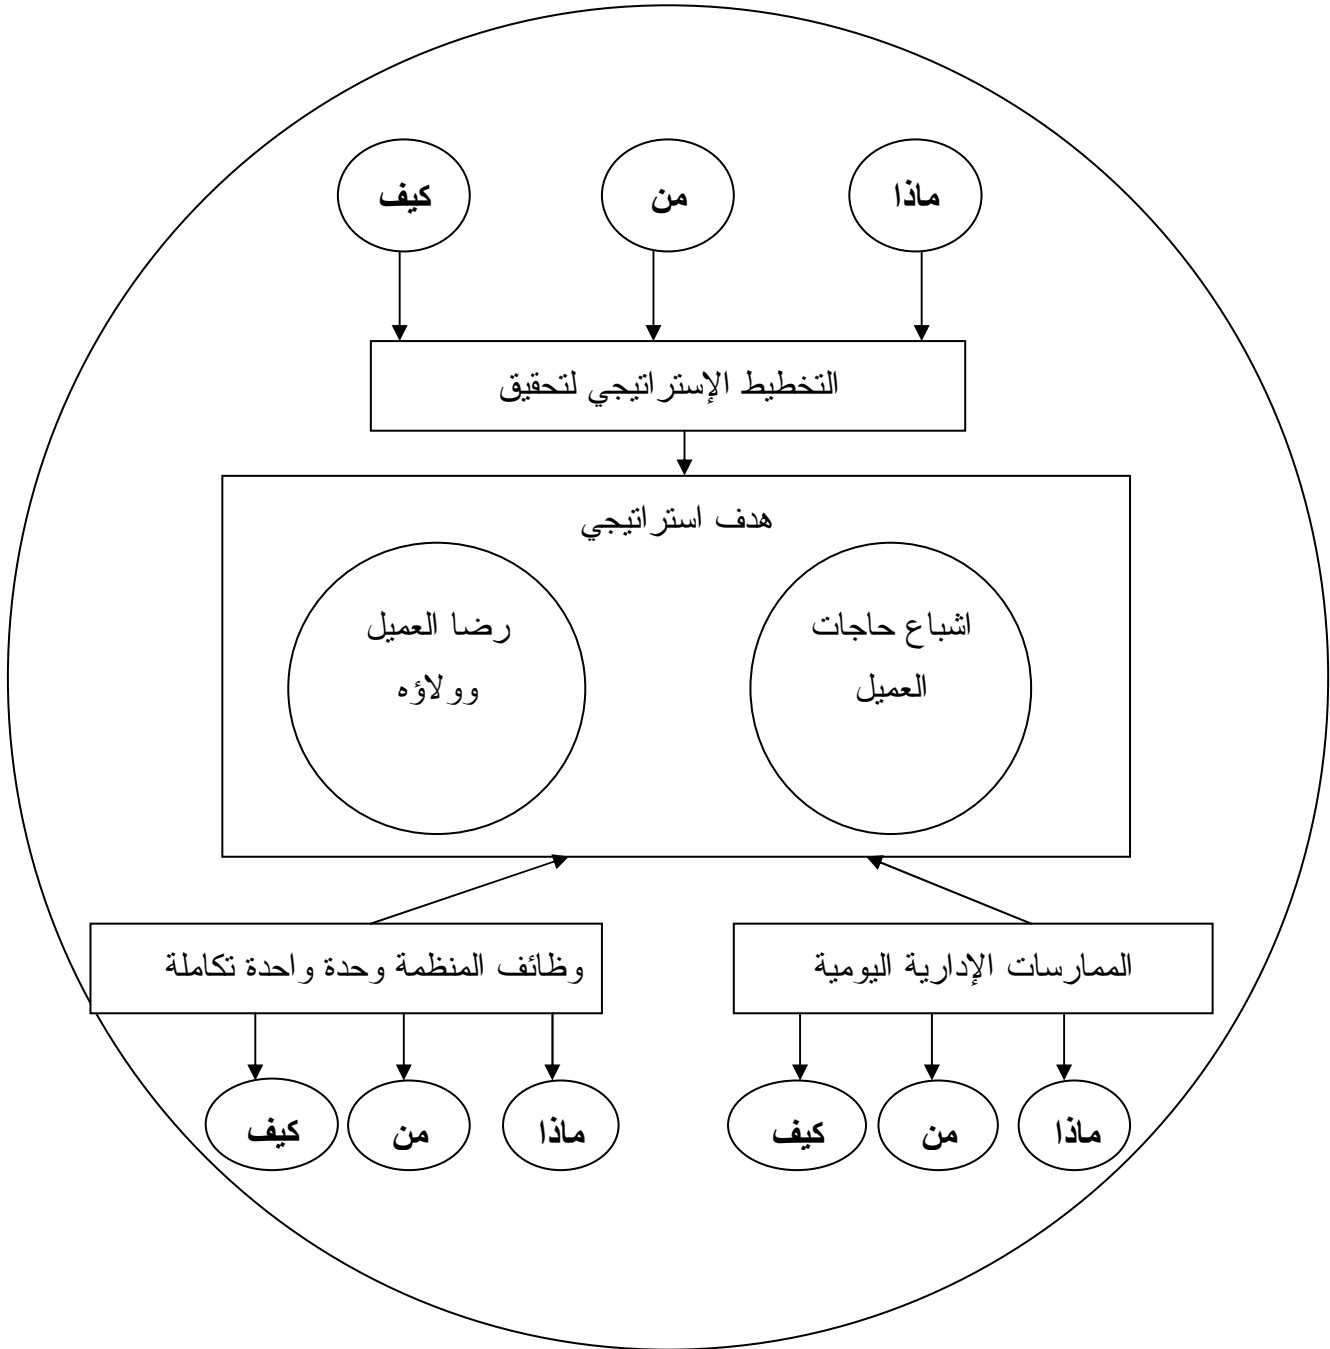 ماذا
من
كيف
التخطيط الإستراتيجي لتحقيق
هدف استراتيجي
اشباع حاجات
العميل
رضا العميل
وولاؤه
الممارسات الإدارية اليومية
وظائف المنظمة وحدة واحدة تكاملة
ماذا
من
كيف
ماذا
من
كيف